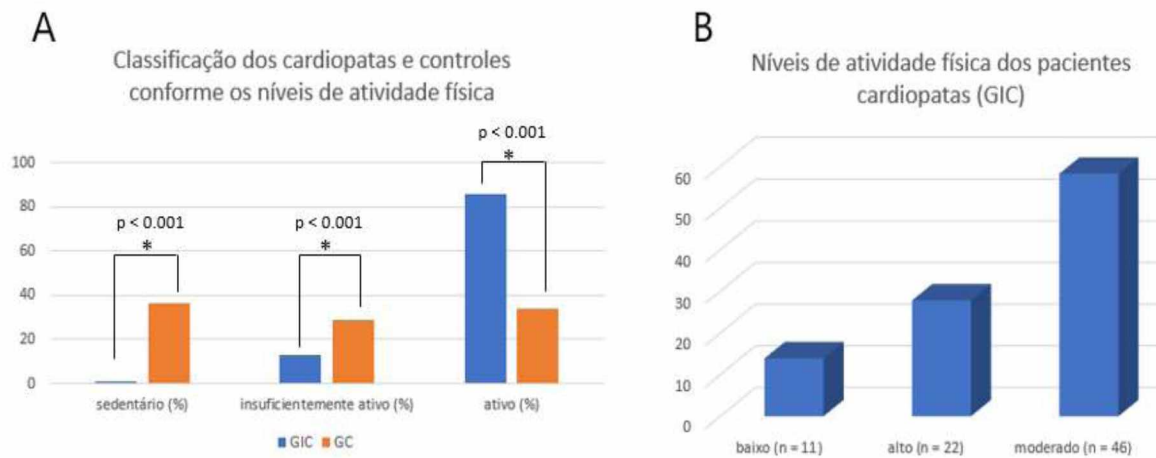 A
Classificação dos cardiopatas e controles
conforme os níveis de atividade física
p < 0.001
*
100
80
p < 0.001
*
p < 0.001
*
60
40
20
0
sedentário (%)
insuficientemente ativo (%)
ativo (%)
GIC
GC
B
Níveis de atividade física dos pacientes
cardiopatas (GIC)
60
50
40
30
20
10
0
baixo (n = 11)
alto (n = 22)
moderado (n = 46)